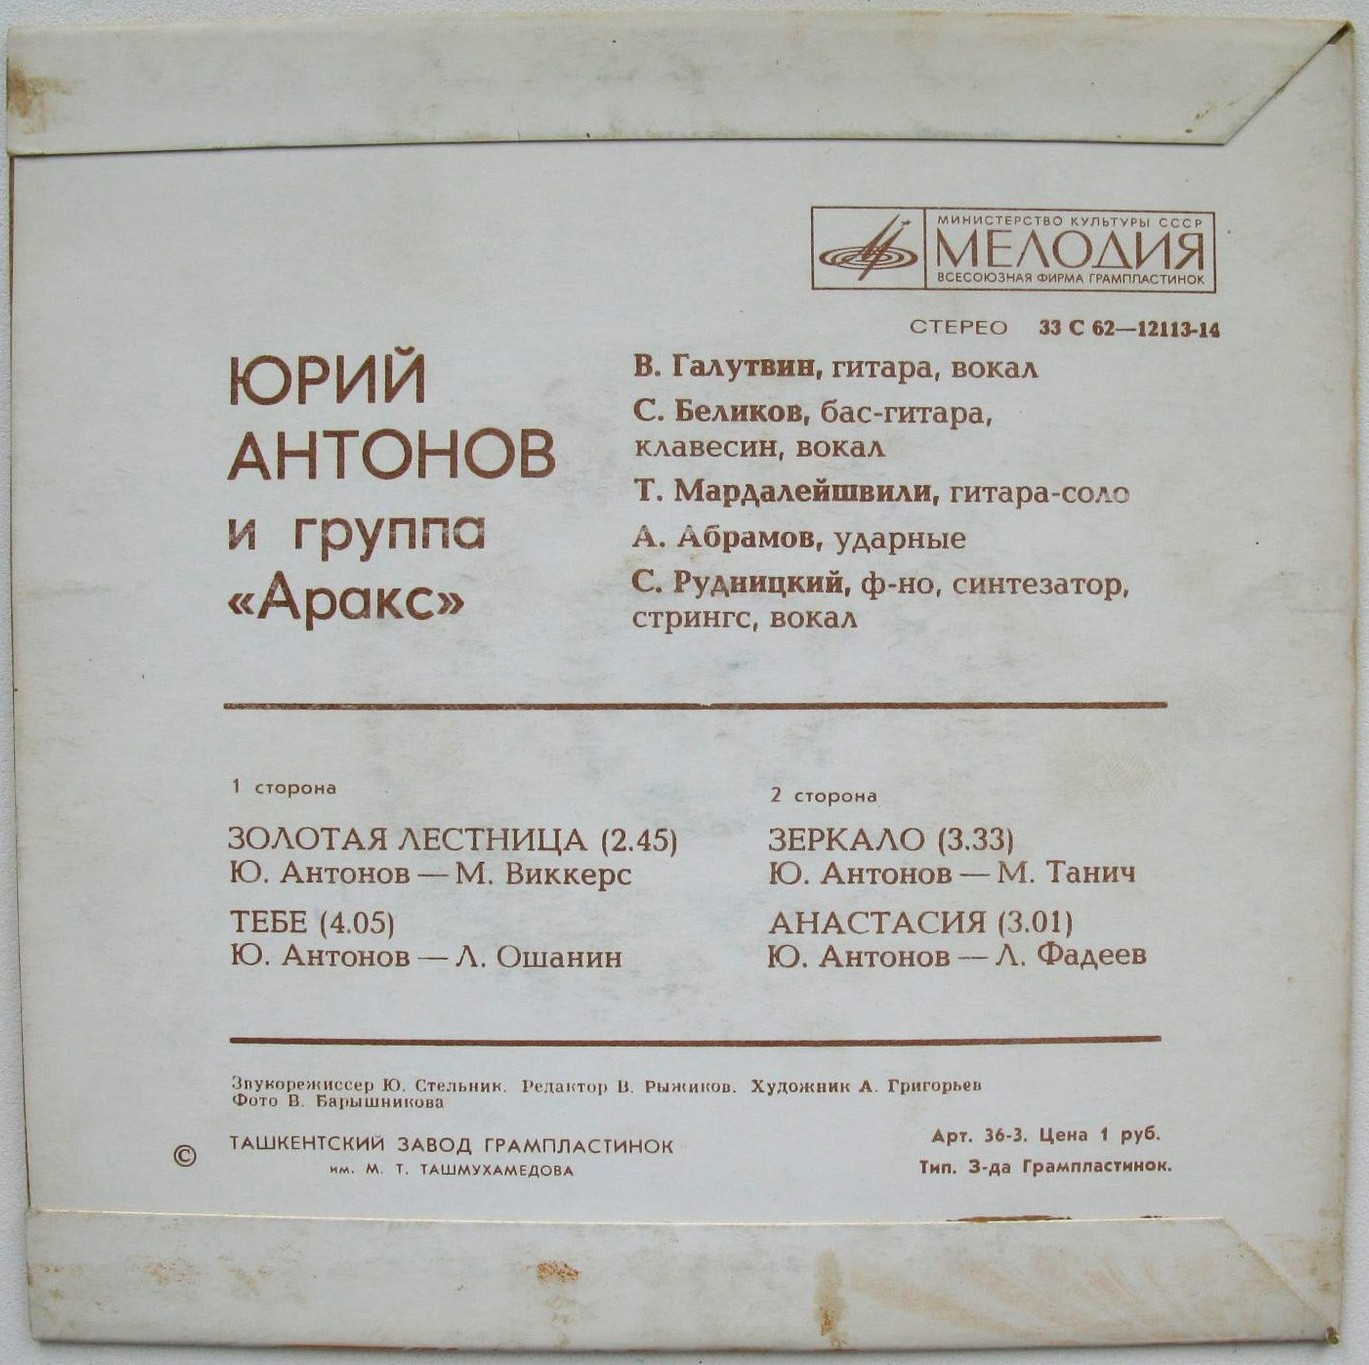 МИНИСТЕРСТВО КУЛЬТУРЫ СССР
МЕЛОДИЯ
ВСЕСОЮЗНАЯ ФИРМА ГРАМПЛАСТИНОК
СТЕРЕО 33 С 62—12113-14
ЮРИЙ
АНТОНОВ
и группа
«Аракс»
В. Галутвин, гитара, вокал
С. Беликов, бас-гитара,
клавесин, вокал
Т. Мардалейшвили, гитара-соло
А. Абрамов, ударные
С. Рудницкий, ф-но, синтезатор,
стрингс, вокал
1 сторона
ЗОЛОТАЯ ЛЕСТНИЦА (2.45)
Ю. Антонов — М. Виккерс
ТЕБЕ (4.05)
Ю. Антонов — Л. Ошанин
2 сторона
ЗЕРКАЛО (3.33)
Ю. Антонов — М. Танич
АНАСТАСИЯ (3.01)
Ю. Антонов — Л. Фадеев
Звукорежиссер Ю. Стельник. Редактор В. Рыжиков. Художник А. Григорьев
Фото В. Барышникова
© ТАШКЕНТСКИЙ ЗАВОД ГРАМПЛАСТИНОК
им. М. Т. ТАШМУХАМЕДОВА
Арт. 36-3. Цена 1 руб.
Тип. З-да Грампластинок.